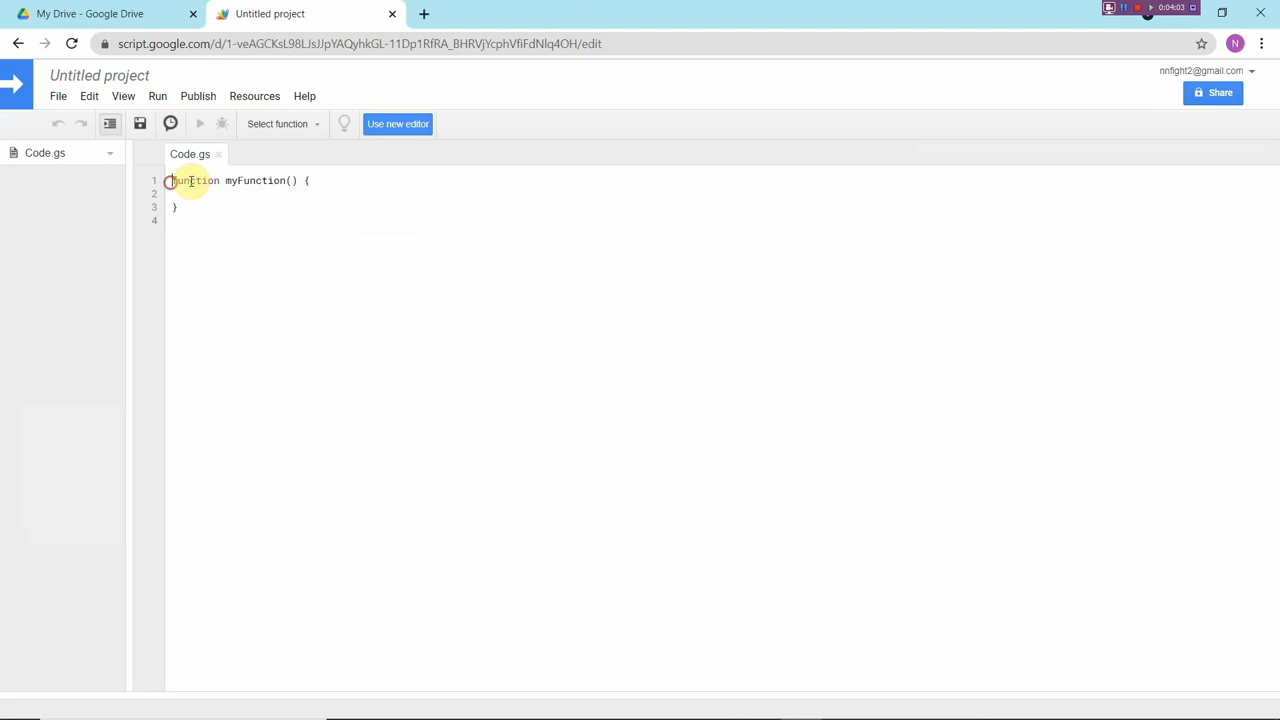 My Drive - Google Drive
Untitled project
0:04:03
script.google.com/d/1-veAGCKsL98LJsJJpYAQyhkGL-11Dp1RfRA_BHRVjYcphVfiFdNlq4OH/edit
N
Untitled project
nnfight2@gmail.com
File Edit View Run Publish Resources Help
Share
Select function
Use new editor
Code.gs
Code.gs
1 function myFunction() {
2
3 }
4